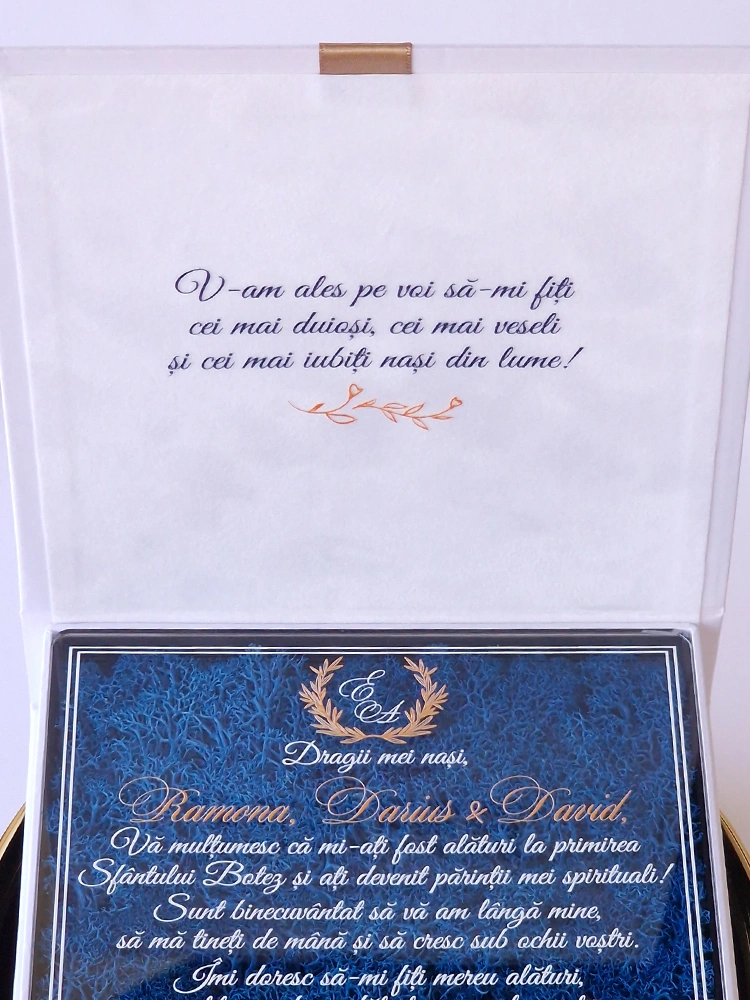 V-am ales pe voi să-mi fiți
cei mai duioși, cei mai veseli
și cei mai iubiți nași din lume!
E
A
Dragii mei nași,
Ramona, Darius & David,
Vă mulțumesc că mi-ați fost alături la primirea
Sfântului Botez și ați devenit părinții mei spirituali!
Sunt binecuvântat să vă am lângă mine,
să mă țineți de mână și să cresc sub ochii voștri.
Îmi doresc să-mi fiți mereu alături,